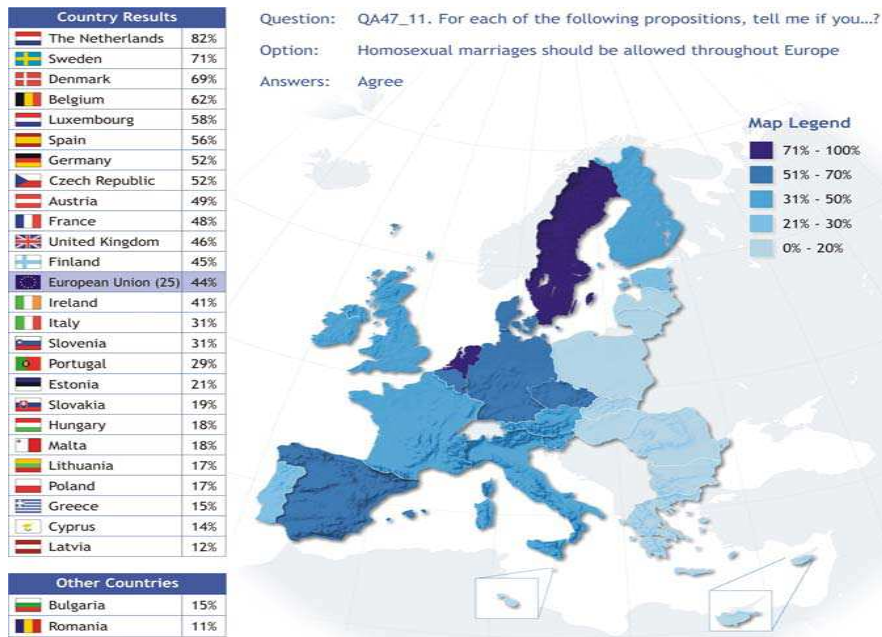 Country Results
The Netherlands 82%
Sweden 71%
Denmark 69%
Belgium 62%
Luxembourg 58%
Spain 56%
Germany 52%
Czech Republic 52%
Austria 49%
France 48%
United Kingdom 46%
Finland 45%
European Union (25) 44%
Ireland 41%
Italy 31%
Slovenia 31%
Portugal 29%
Estonia 21%
Slovakia 19%
Hungary 18%
Malta 18%
Lithuania 17%
Poland 17%
Greece 15%
Cyprus 14%
Latvia 12%
Other Countries
Bulgaria 15%
Romania 11%
Question: QA47_11. For each of the following propositions, tell me if you...?
Option: Homosexual marriages should be allowed throughout Europe
Answers: Agree
Map Legend
71% - 100%
51% - 70%
31% - 50%
21% - 30%
0% - 20%